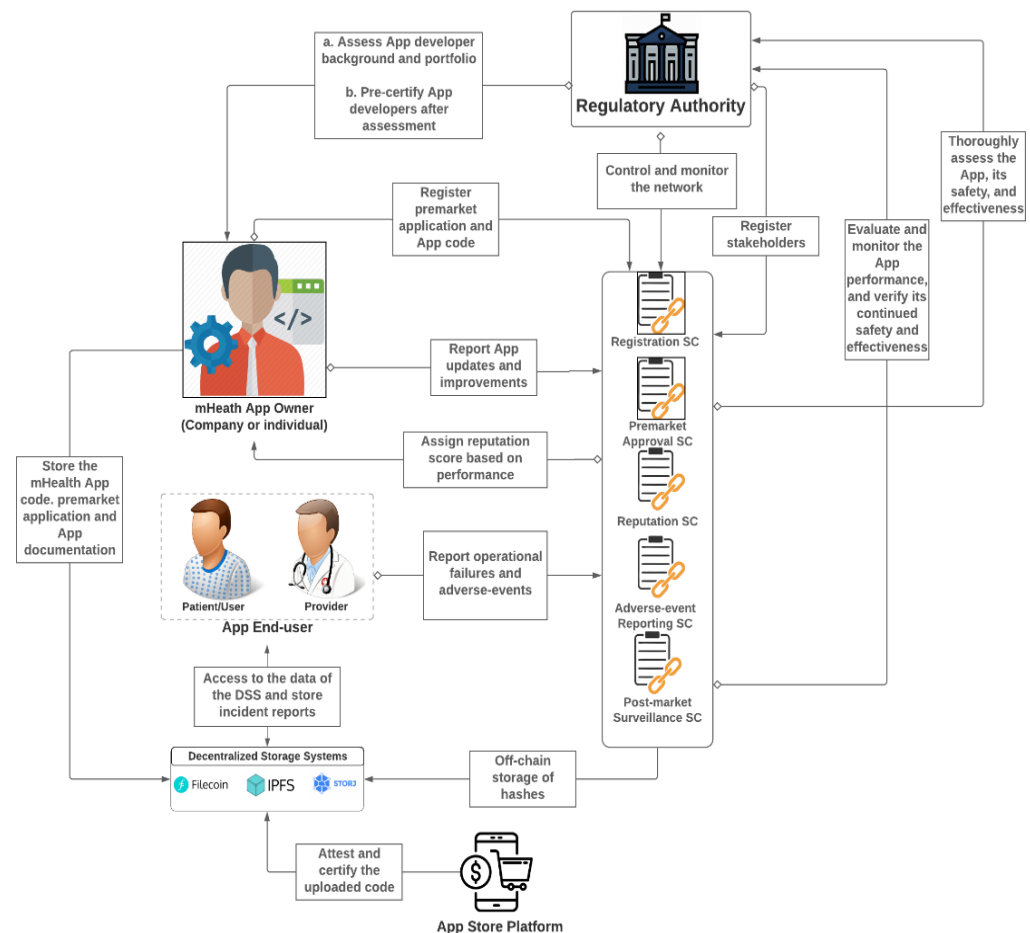 a. Assess App developer
background and portfolio
b. Pre-certify App
developers after
assessment
Regulatory Authority
Control and monitor
the network
Thoroughly
assess the
App, its
safety, and
effectiveness
Register
premarket
application and
App code
Register
stakeholders
Evaluate and
monitor the
App
performance,
and verify its
continued
safety and
effectiveness
</>
Registration SC
Report App
updates and
improvements
mHeath App Owner
(Company or individual)
Premarket
Approval SC
Assign reputation
score based on
performance
Store the
mHealth App
code. premarket
application and
App
documentation
Reputation SC
Report operational
failures and
adverse-events
Patient/User
Provider
App End-user
Adverse-event
Reporting SC
Access to the data of
the DSS and store
incident reports
Post-market
Surveillance SC
Decentralized Storage Systems
Filecoin
IPFS
STORJ
Off-chain
storage of
hashes
Attest and
certify the
uploaded code
$
App Store Platform